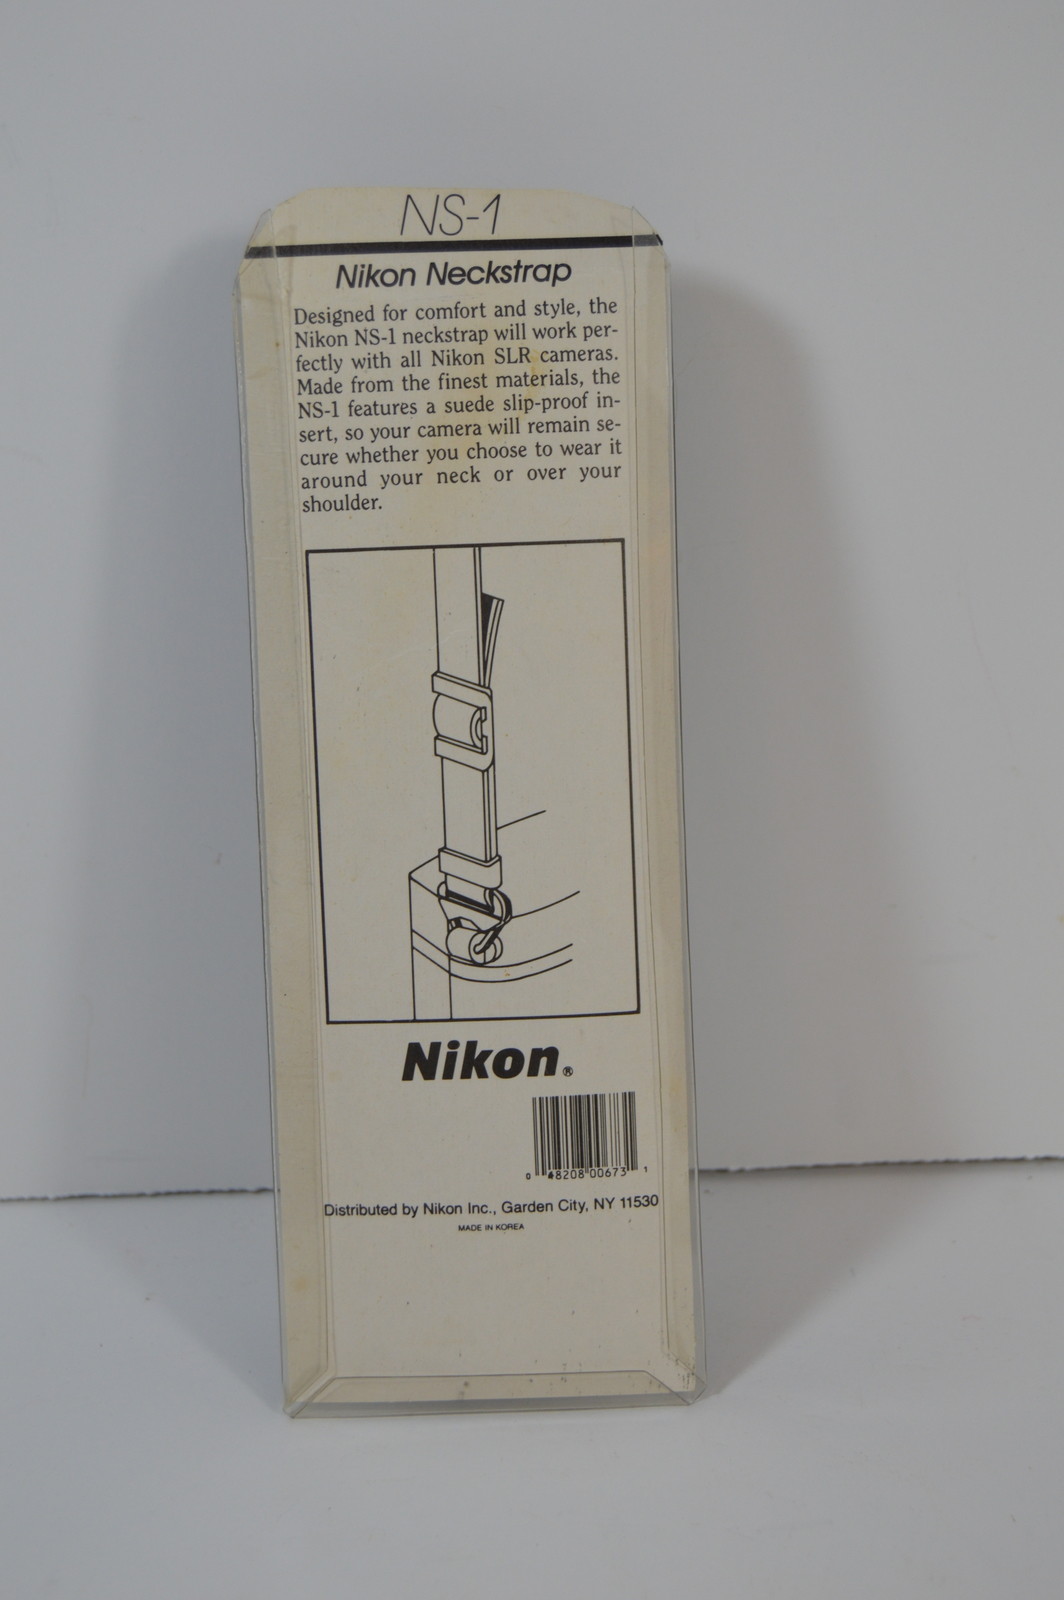 NS-1
Nikon Neckstrap
Designed for comfort and style, the
Nikon NS-1 neckstrap will work per-
fectly with all Nikon SLR cameras.
Made from the finest materials, the
NS-1 features a suede slip-proof in-
sert, so your camera will remain se-
cure whether you choose to wear it
around your neck or over your
shoulder.
Nikon®
0 48208 00673 1
Distributed by Nikon Inc., Garden City, NY 11530
MADE IN KOREA